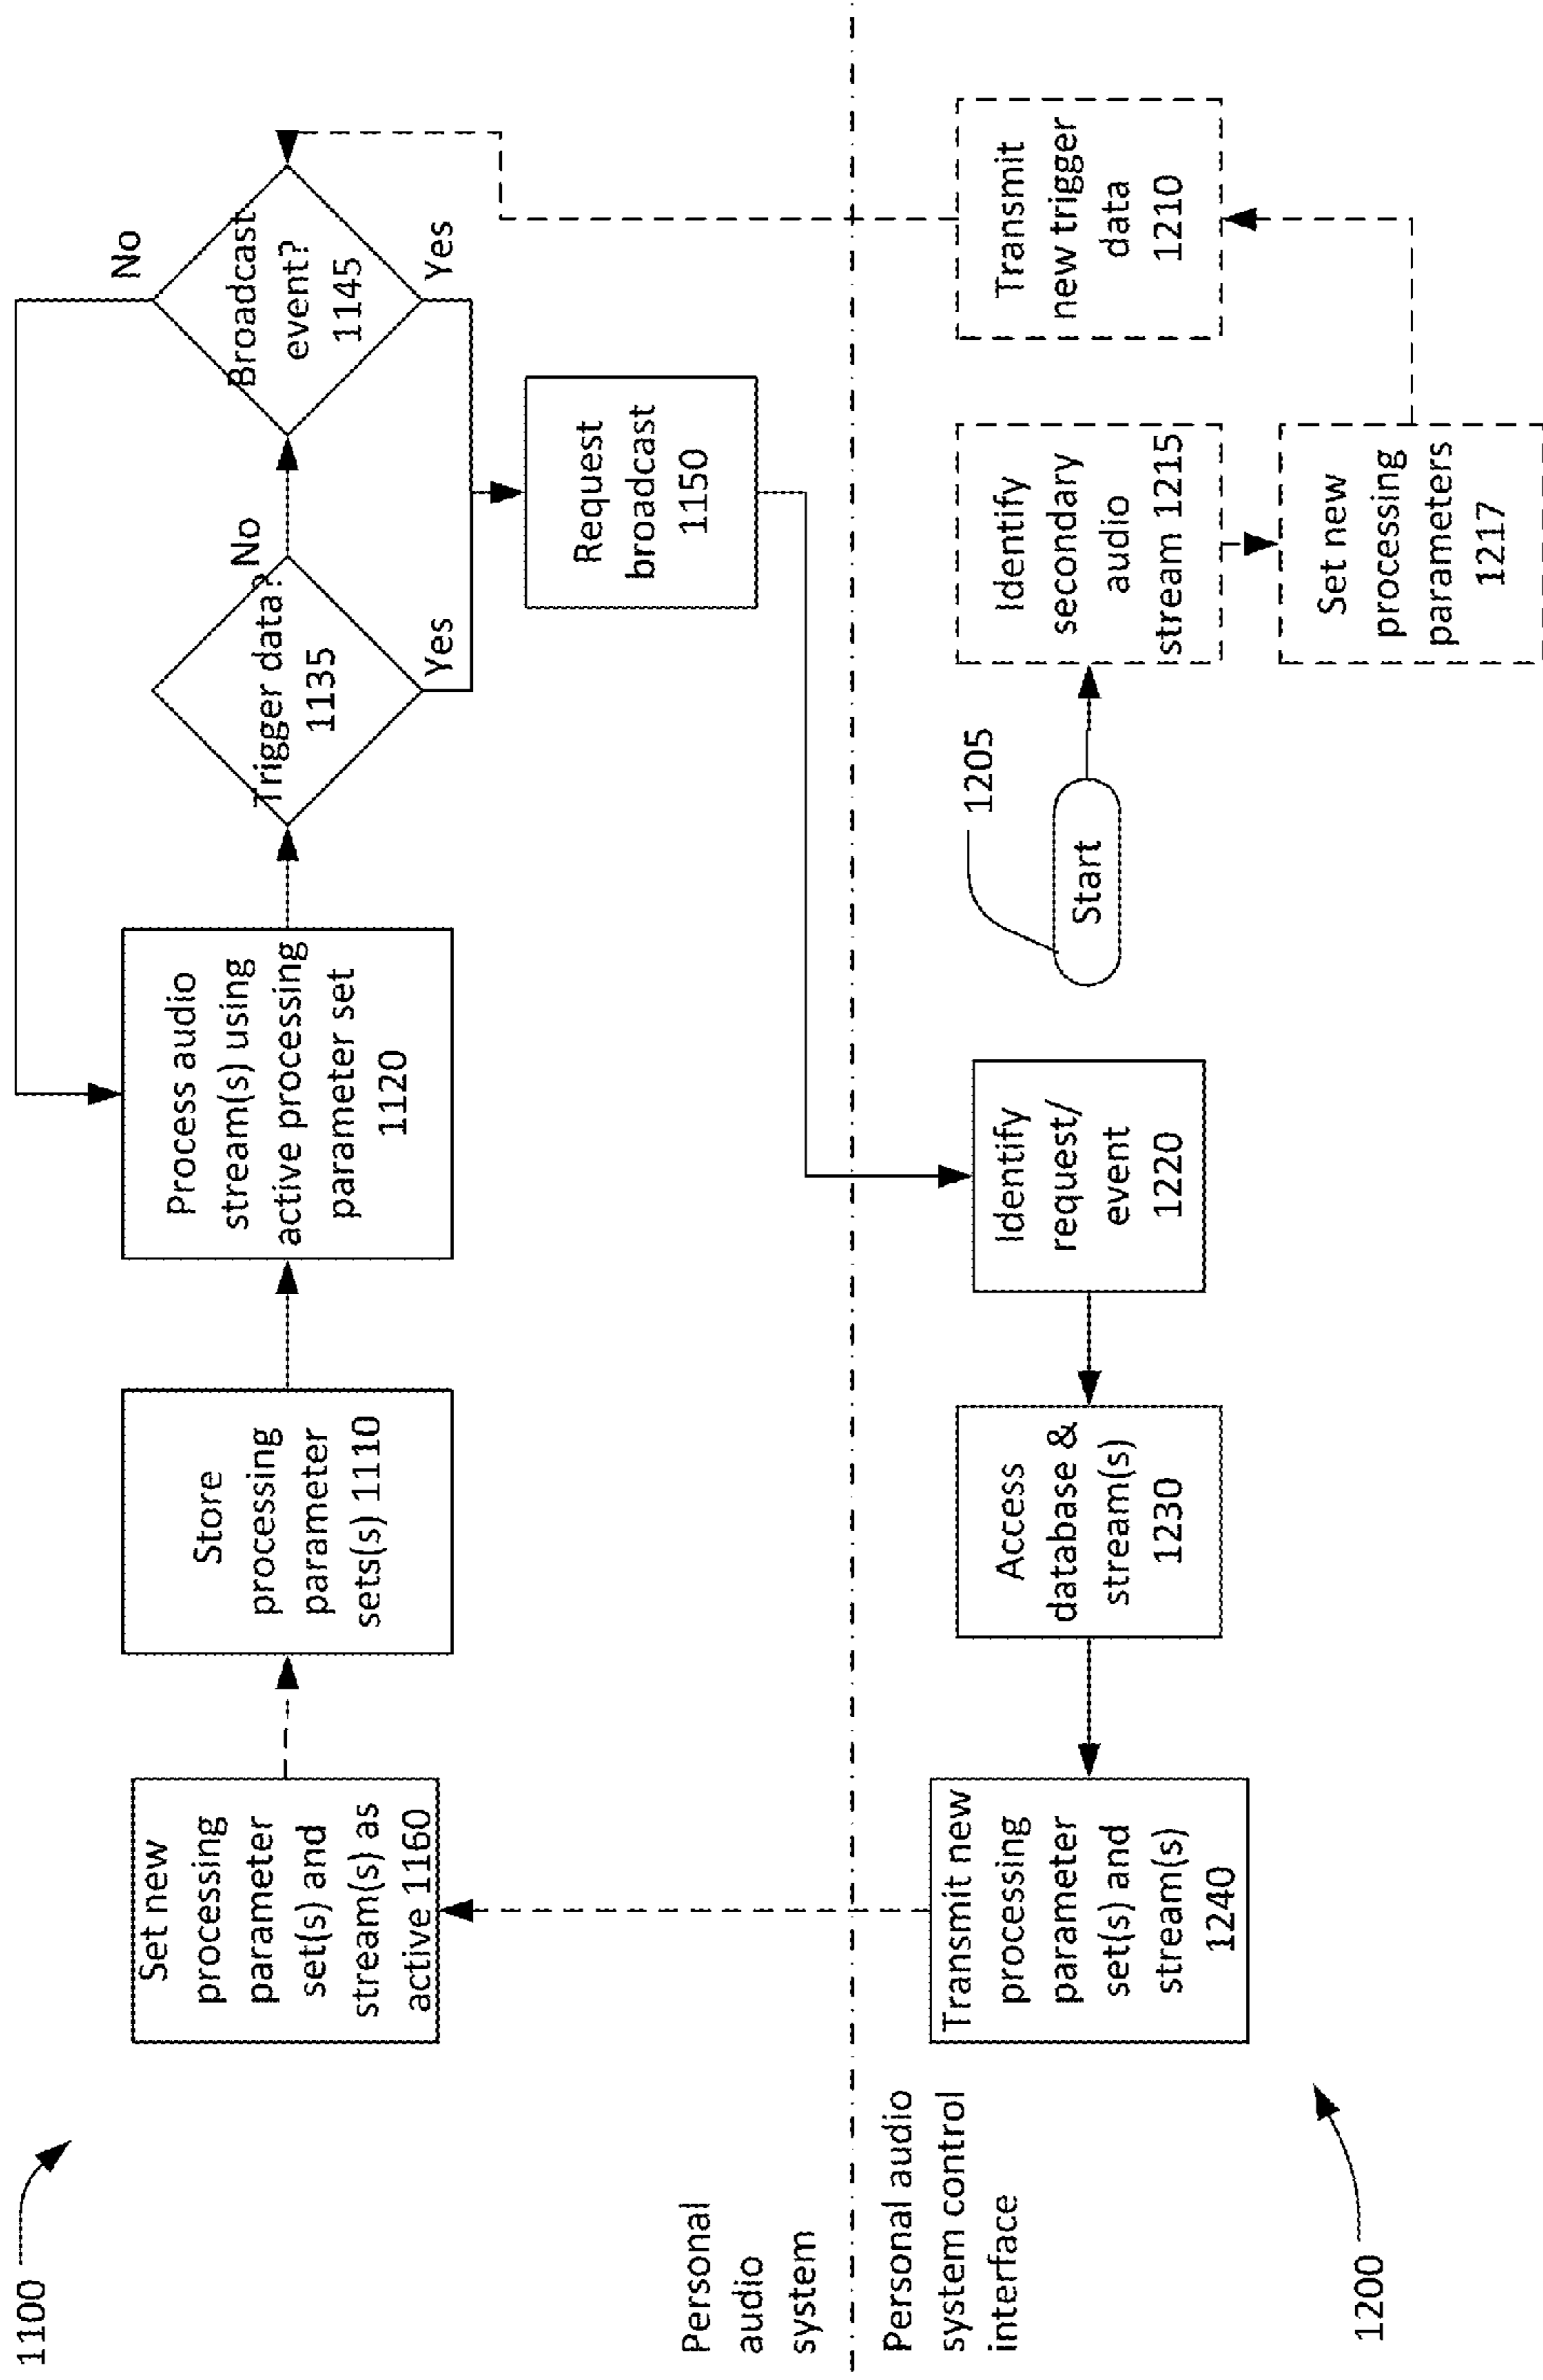 1100
Set new
processing
parameter
set(s) and
stream(s) as
active 1160
Store
processing
parameter
sets(s) 1110
Process audio
stream(s) using
active processing
parameter set
1120
Trigger data?
1135
No
Yes
Broadcast
event?
1145
No
Yes
Request
broadcast
1150
Personal
audio
system
Personal audio
system control
interface
1200
Transmit new
processing
parameter
set(s) and
stream(s)
1240
Access
database &
stream(s)
1230
Identify
request/
event
1220
1205
Start
Identify
secondary
audio
stream 1215
Set new
processing
parameters
1217
Transmit
new trigger
data
1210